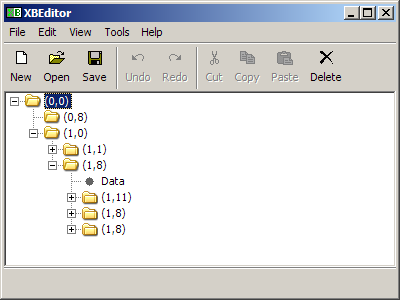 XBEditor
File Edit View Tools Help
New Open Save Undo Redo Cut Copy Paste Delete
(0,0)
(0,8)
(1,0)
(1,1)
(1,8)
Data
(1,11)
(1,8)
(1,8)